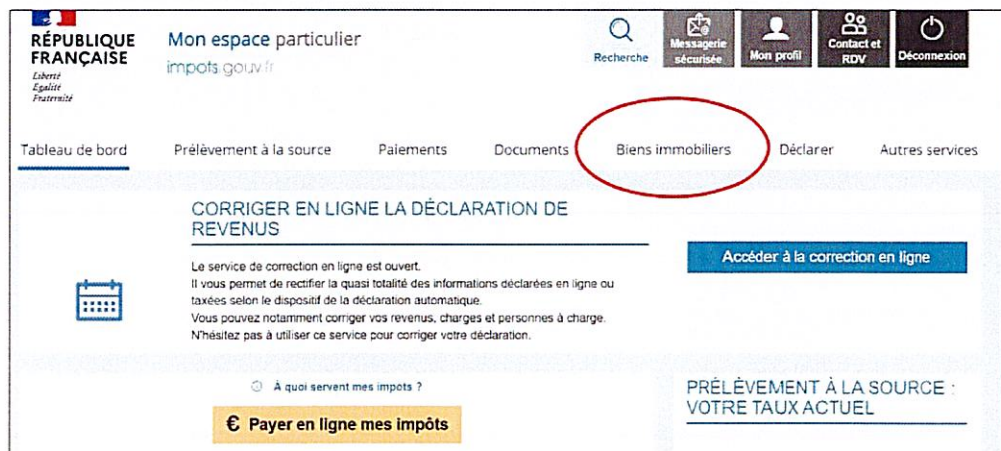 RÉPUBLIQUE
FRANÇAISE
Liberté
Égalité
Fraternité
Mon espace particulier
impots.gouv.fr
Recherche
Messagerie
sécurisée
Mon profil
Contact et
RDV
Déconnexion
Tableau de bord
Prélèvement à la source
Paiements
Documents
Biens immobiliers
Déclarer
Autres services
CORRIGER EN LIGNE LA DÉCLARATION DE
REVENUS
Le service de correction en ligne est ouvert.
Il vous permet de rectifier la quasi totalité des informations déclarées en ligne ou
taxées selon le dispositif de la déclaration automatique.
Vous pouvez notamment corriger vos revenus, charges et personnes à charge.
N'hésitez pas à utiliser ce service pour corriger votre déclaration.
Accéder à la correction en ligne
À quoi servent mes impots ?
€ Payer en ligne mes impôts
PRÉLÈVEMENT À LA SOURCE :
VOTRE TAUX ACTUEL